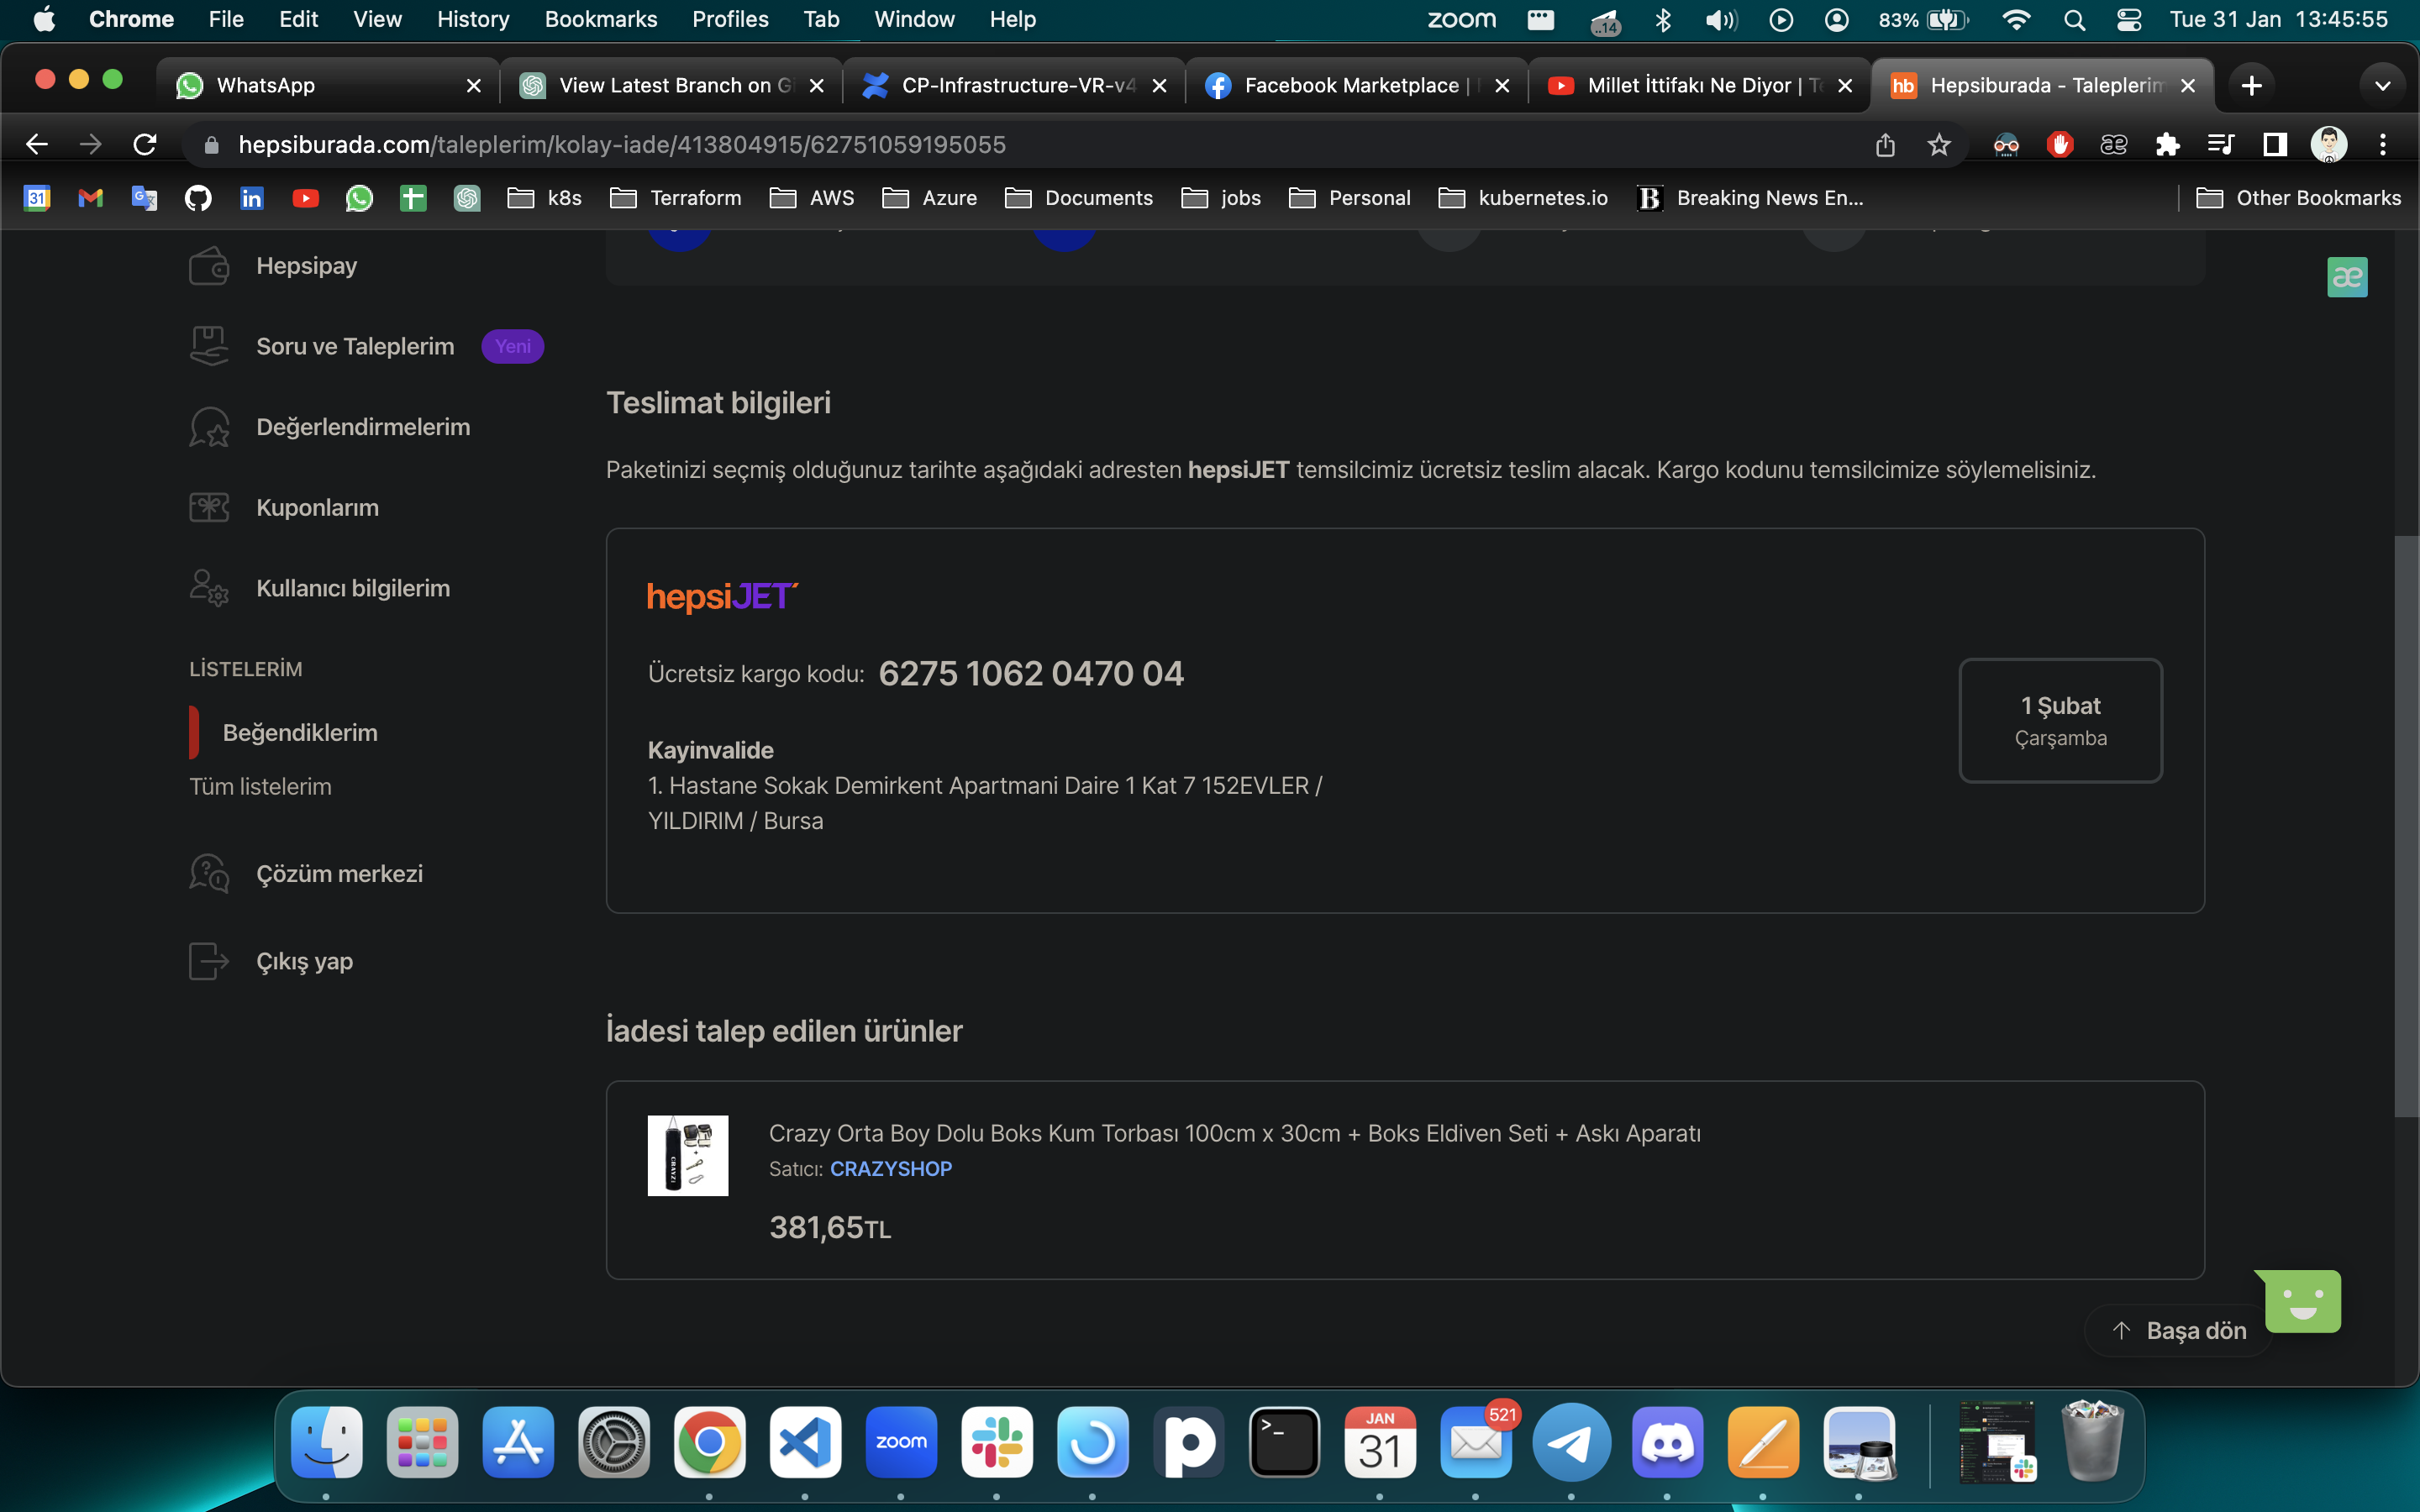 Chrome File Edit View History Bookmarks Profiles Tab Window Help zoom ..14 83% Tue 31 Jan 13:45:55
WhatsApp View Latest Branch on Gi CP-Infrastructure-VR-v4 Facebook Marketplace | Millet İttifakı Ne Diyor | Te hb Hepsiburada - Taleplerim
hepsiburada.com/taleplerim/kolay-iade/413804915/62751059195055
31 k8s Terraform AWS Azure Documents jobs Personal kubernetes.io B Breaking News En... Other Bookmarks
Hepsipay
æ
Soru ve Taleplerim Yeni
Değerlendirmelerim
Kuponlarım
Kullanıcı bilgilerim
LİSTELERİM
Beğendiklerim
Tüm listelerim
Çözüm merkezi
Çıkış yap
Teslimat bilgileri
Paketinizi seçmiş olduğunuz tarihte aşağıdaki adresten hepsiJET temsilcimiz ücretsiz teslim alacak. Kargo kodunu temsilcimize söylemelisiniz.
hepsiJET
Ücretsiz kargo kodu: 6275 1062 0470 04
Kayinvalide
1. Hastane Sokak Demirkent Apartmani Daire 1 Kat 7 152EVLER /
YILDIRIM / Bursa
1 Şubat
Çarşamba
İadesi talep edilen ürünler
Crazy Orta Boy Dolu Boks Kum Torbası 100cm x 30cm + Boks Eldiven Seti + Askı Aparatı
Satıcı: CRAZYSHOP
381,65TL
Başa dön
zoom
JAN
31
521